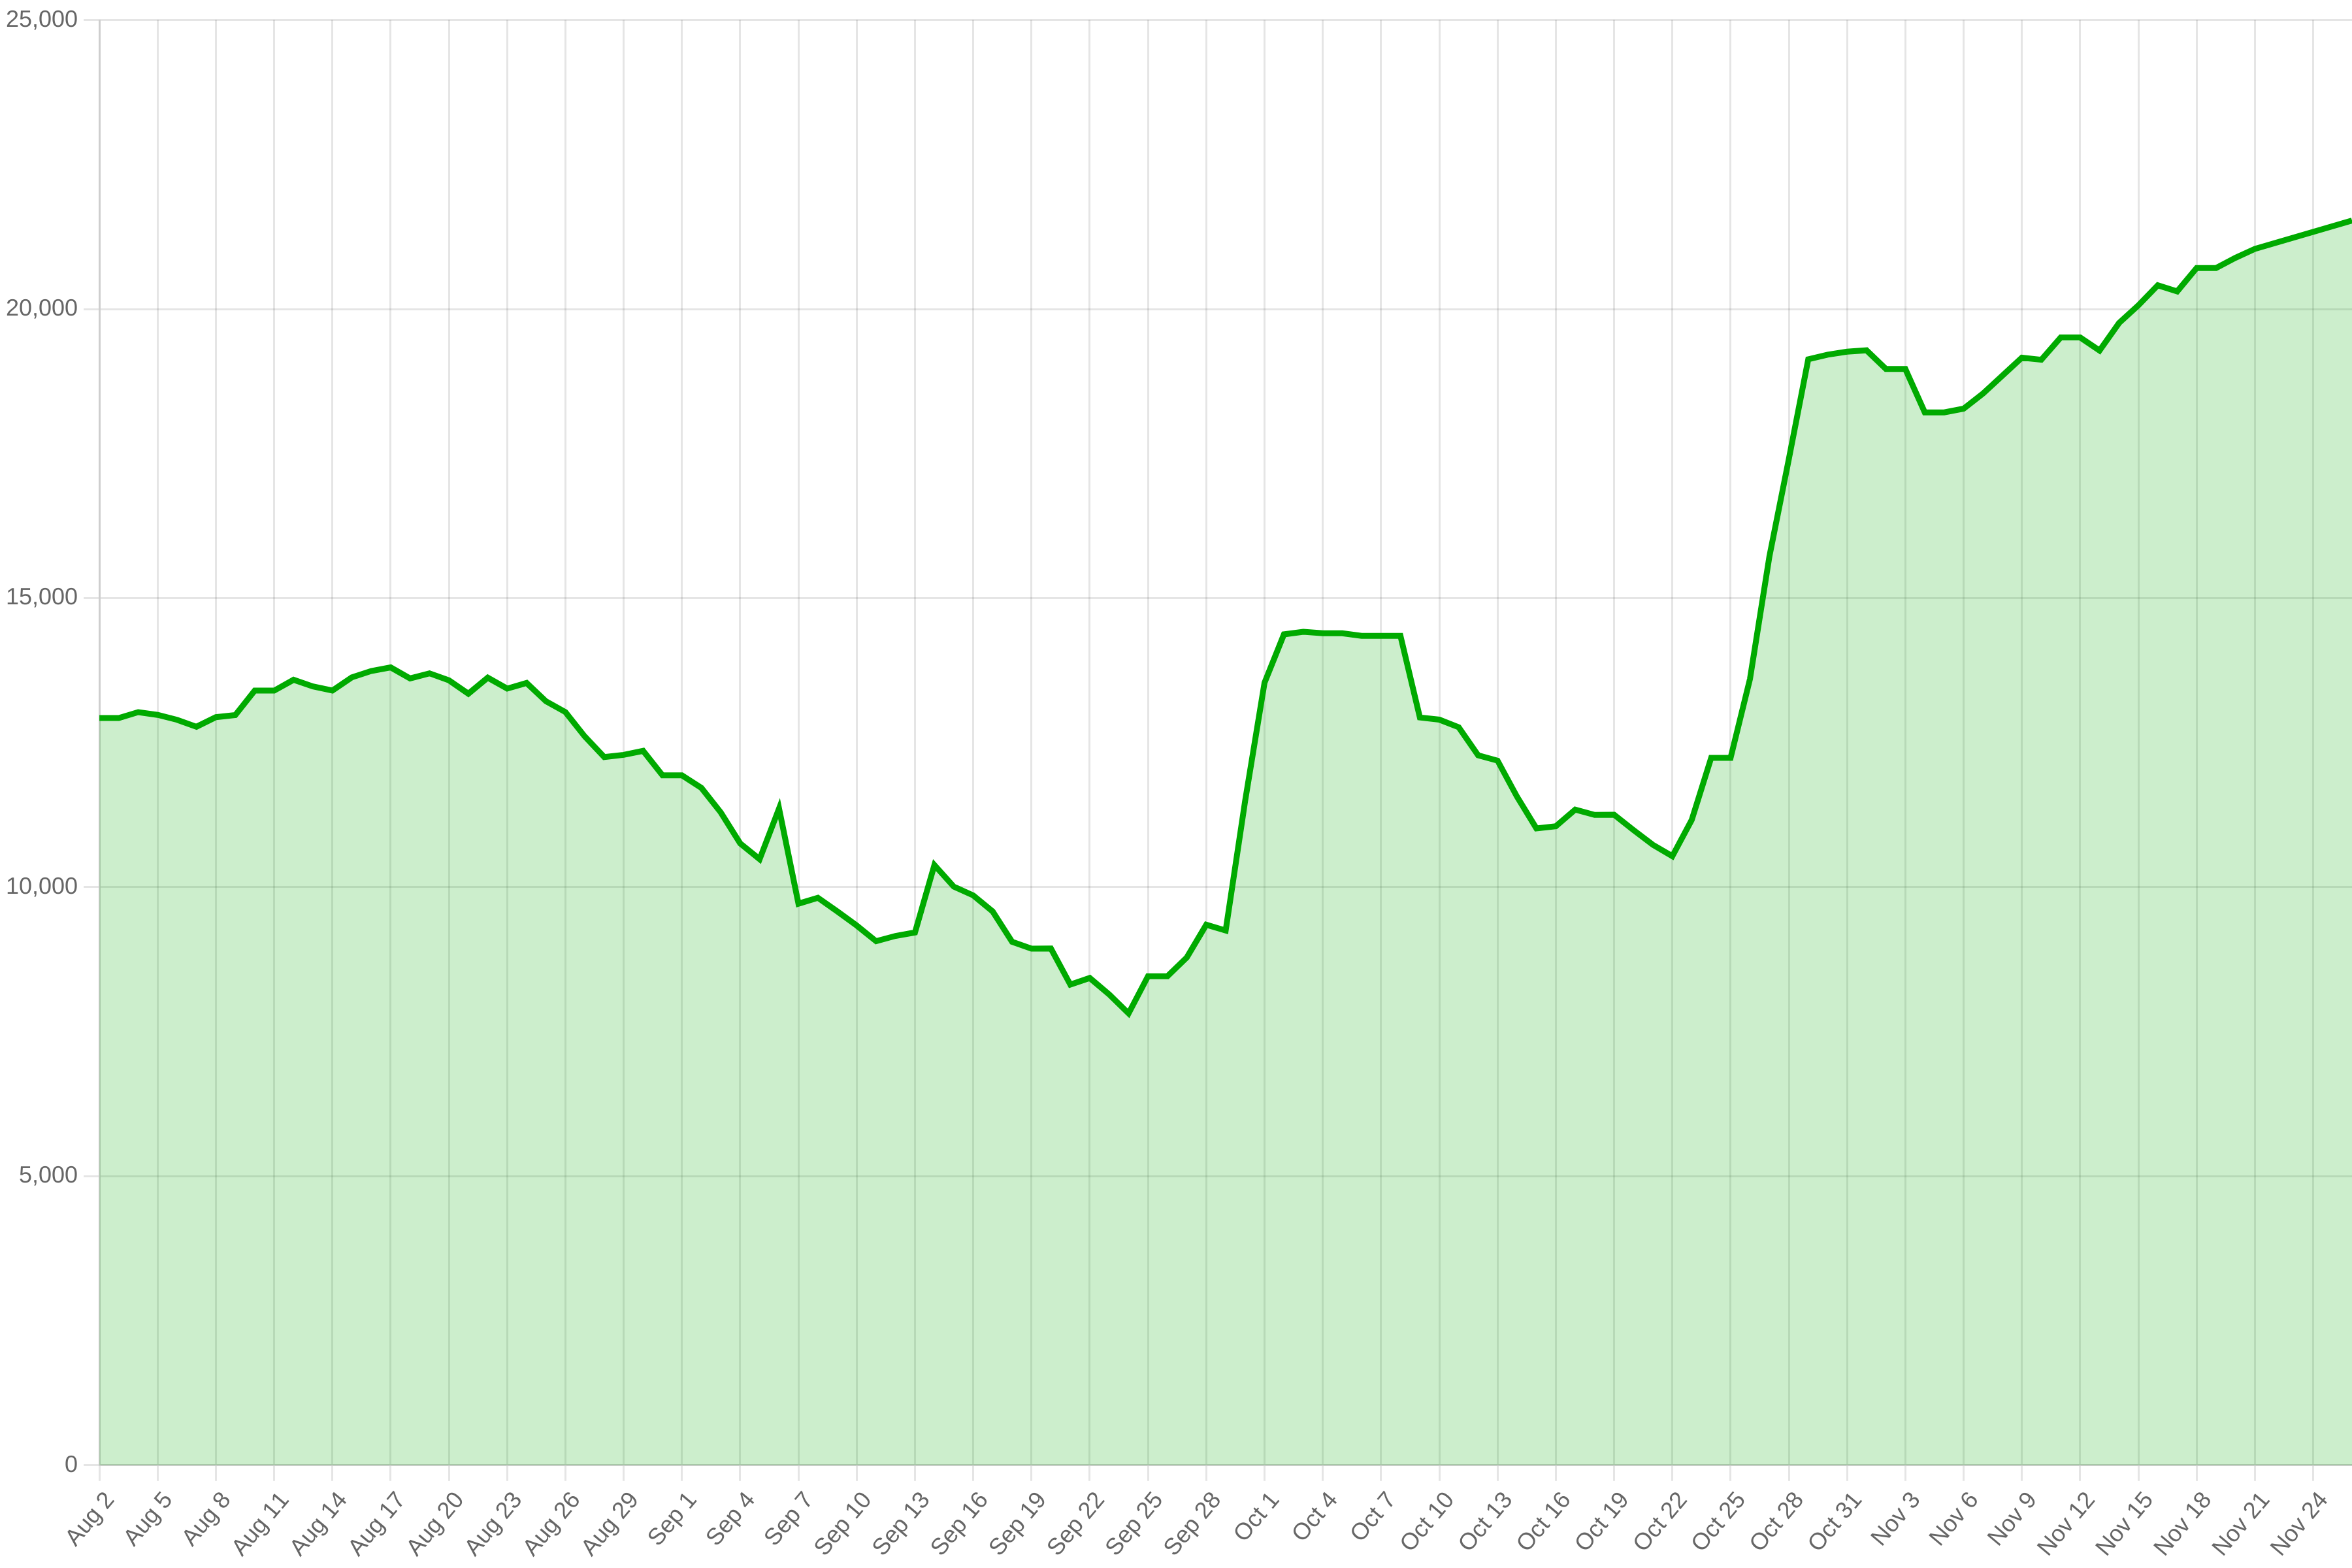 25,000
20,000
15,000
10,000
5,000
0
Aug 2
Aug 5
Aug 8
Aug 11
Aug 14
Aug 17
Aug 20
Aug 23
Aug 26
Aug 29
Sep 1
Sep 4
Sep 7
Sep 10
Sep 13
Sep 16
Sep 19
Sep 22
Sep 25
Sep 28
Oct 1
Oct 4
Oct 7
Oct 10
Oct 13
Oct 16
Oct 19
Oct 22
Oct 25
Oct 28
Oct 31
Nov 3
Nov 6
Nov 9
Nov 12
Nov 15
Nov 18
Nov 21
Nov 24